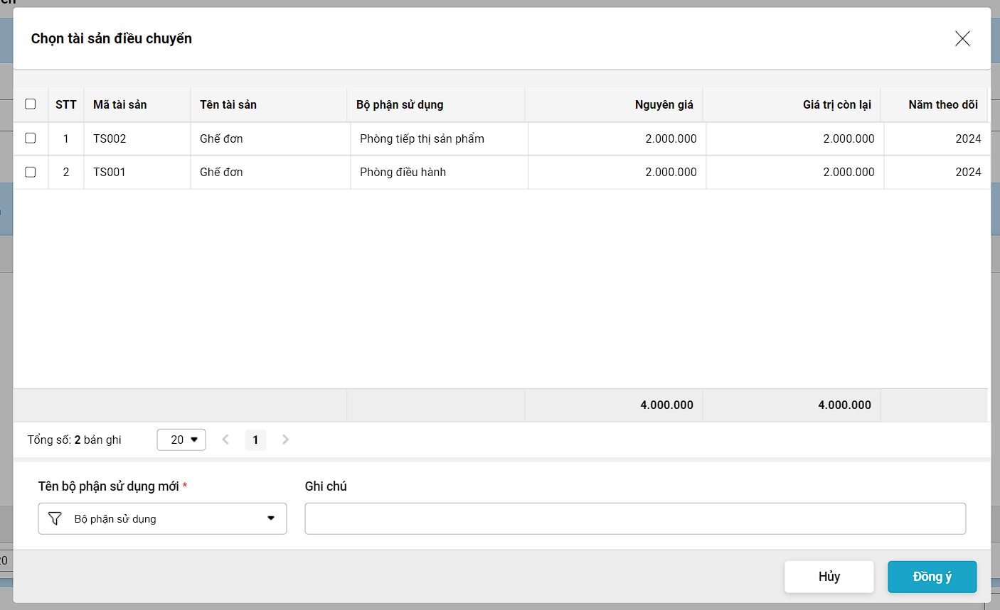 Chọn tài sản điều chuyển
STT Mã tài sản Tên tài sản Bộ phận sử dụng Nguyên giá Giá trị còn lại Năm theo dõi
1 TS002 Ghế đơn Phòng tiếp thị sản phẩm 2.000.000 2.000.000 2024
2 TS001 Ghế đơn Phòng điều hành 2.000.000 2.000.000 2024
4.000.000 4.000.000
Tổng số: 2 bản ghi 20 1
Tên bộ phận sử dụng mới * Ghi chú
Bộ phận sử dụng
Hủy Đồng ý